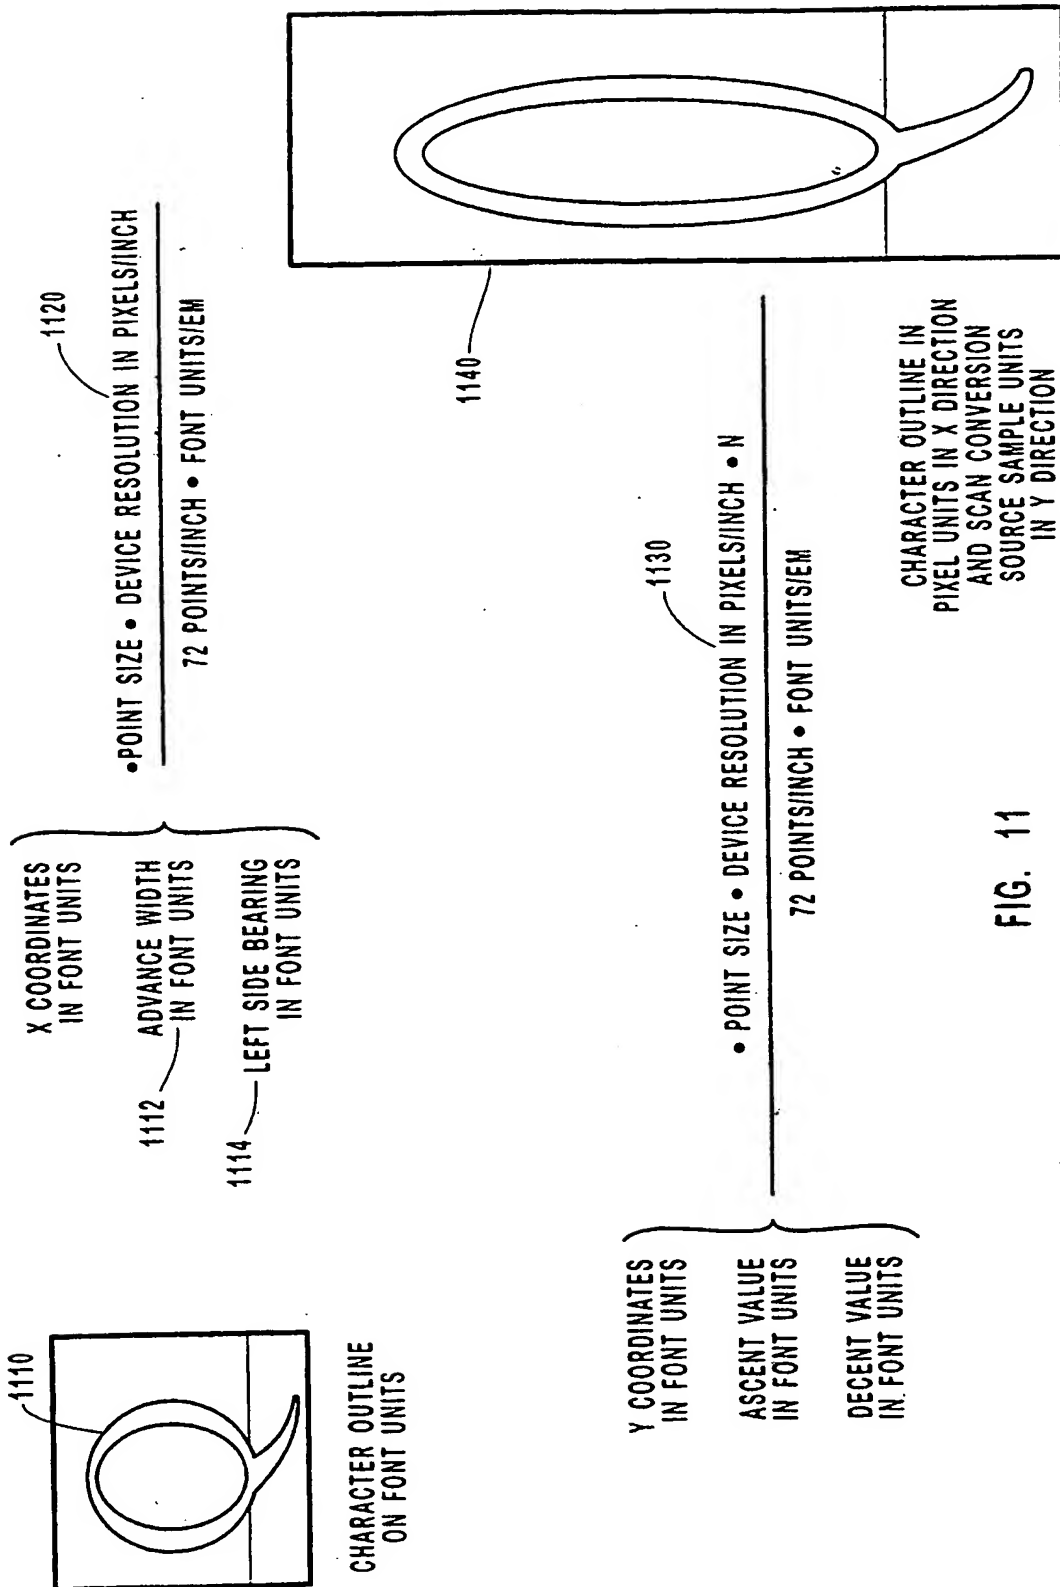 1110
CHARACTER OUTLINE
ON FONT UNITS
X COORDINATES
IN FONT UNITS
1112
ADVANCE WIDTH
IN FONT UNITS
1114
LEFT SIDE BEARING
IN FONT UNITS
1120
•POINT SIZE • DEVICE RESOLUTION IN PIXELS/INCH
72 POINTS/INCH • FONT UNITS/EM
Y COORDINATES
IN FONT UNITS
ASCENT VALUE
IN FONT UNITS
DECENT VALUE
IN FONT UNITS
1130
• POINT SIZE • DEVICE RESOLUTION IN PIXELS/INCH • N
72 POINTS/INCH • FONT UNITS/EM
1140
CHARACTER OUTLINE IN
PIXEL UNITS IN X DIRECTION
AND SCAN CONVERSION
SOURCE SAMPLE UNITS
IN Y DIRECTION
FIG. 11